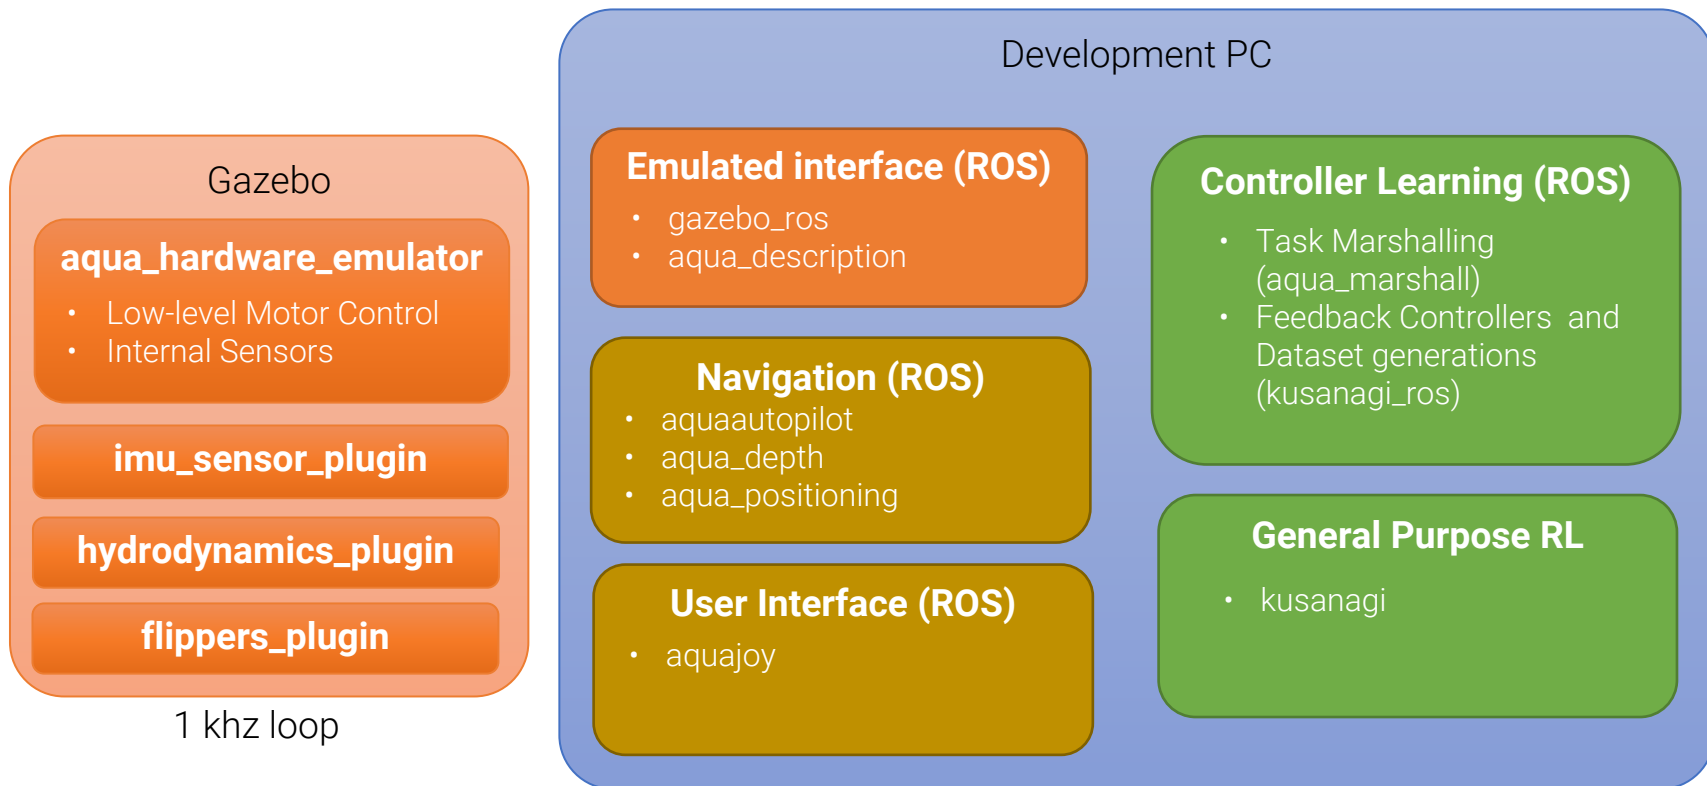 Gazebo
aqua_hardware_emulator
• Low-level Motor Control
• Internal Sensors
imu_sensor_plugin
hydrodynamics_plugin
flippers_plugin
1 khz loop
Development PC
Emulated interface (ROS)
• gazebo_ros
• aqua_description
Navigation (ROS)
• aquaautopilot
• aqua_depth
• aqua_positioning
User Interface (ROS)
• aquajoy
Controller Learning (ROS)
• Task Marshalling
(aqua_marshall)
• Feedback Controllers and
Dataset generations
(kusanagi_ros)
General Purpose RL
• kusanagi